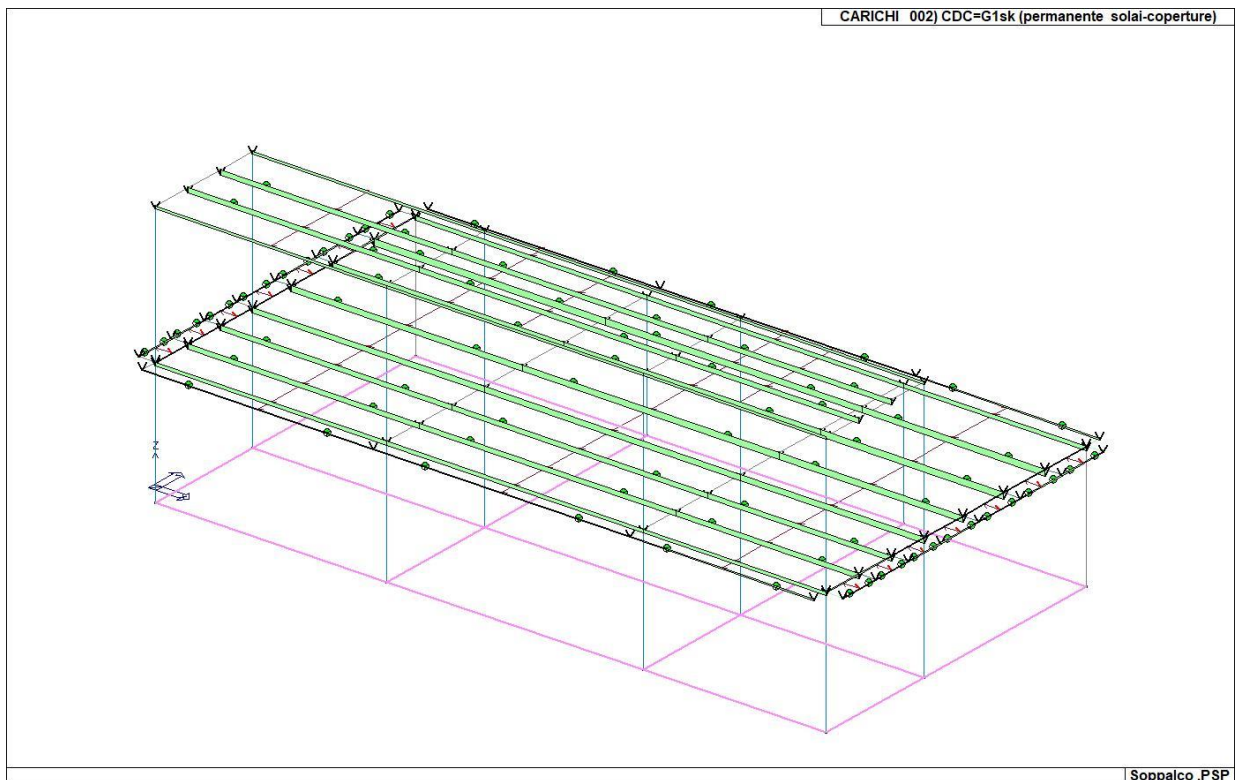 CARICHI 002) CDC=G1sk (permanente solai-coperture)
Z
Soppalco .PSP